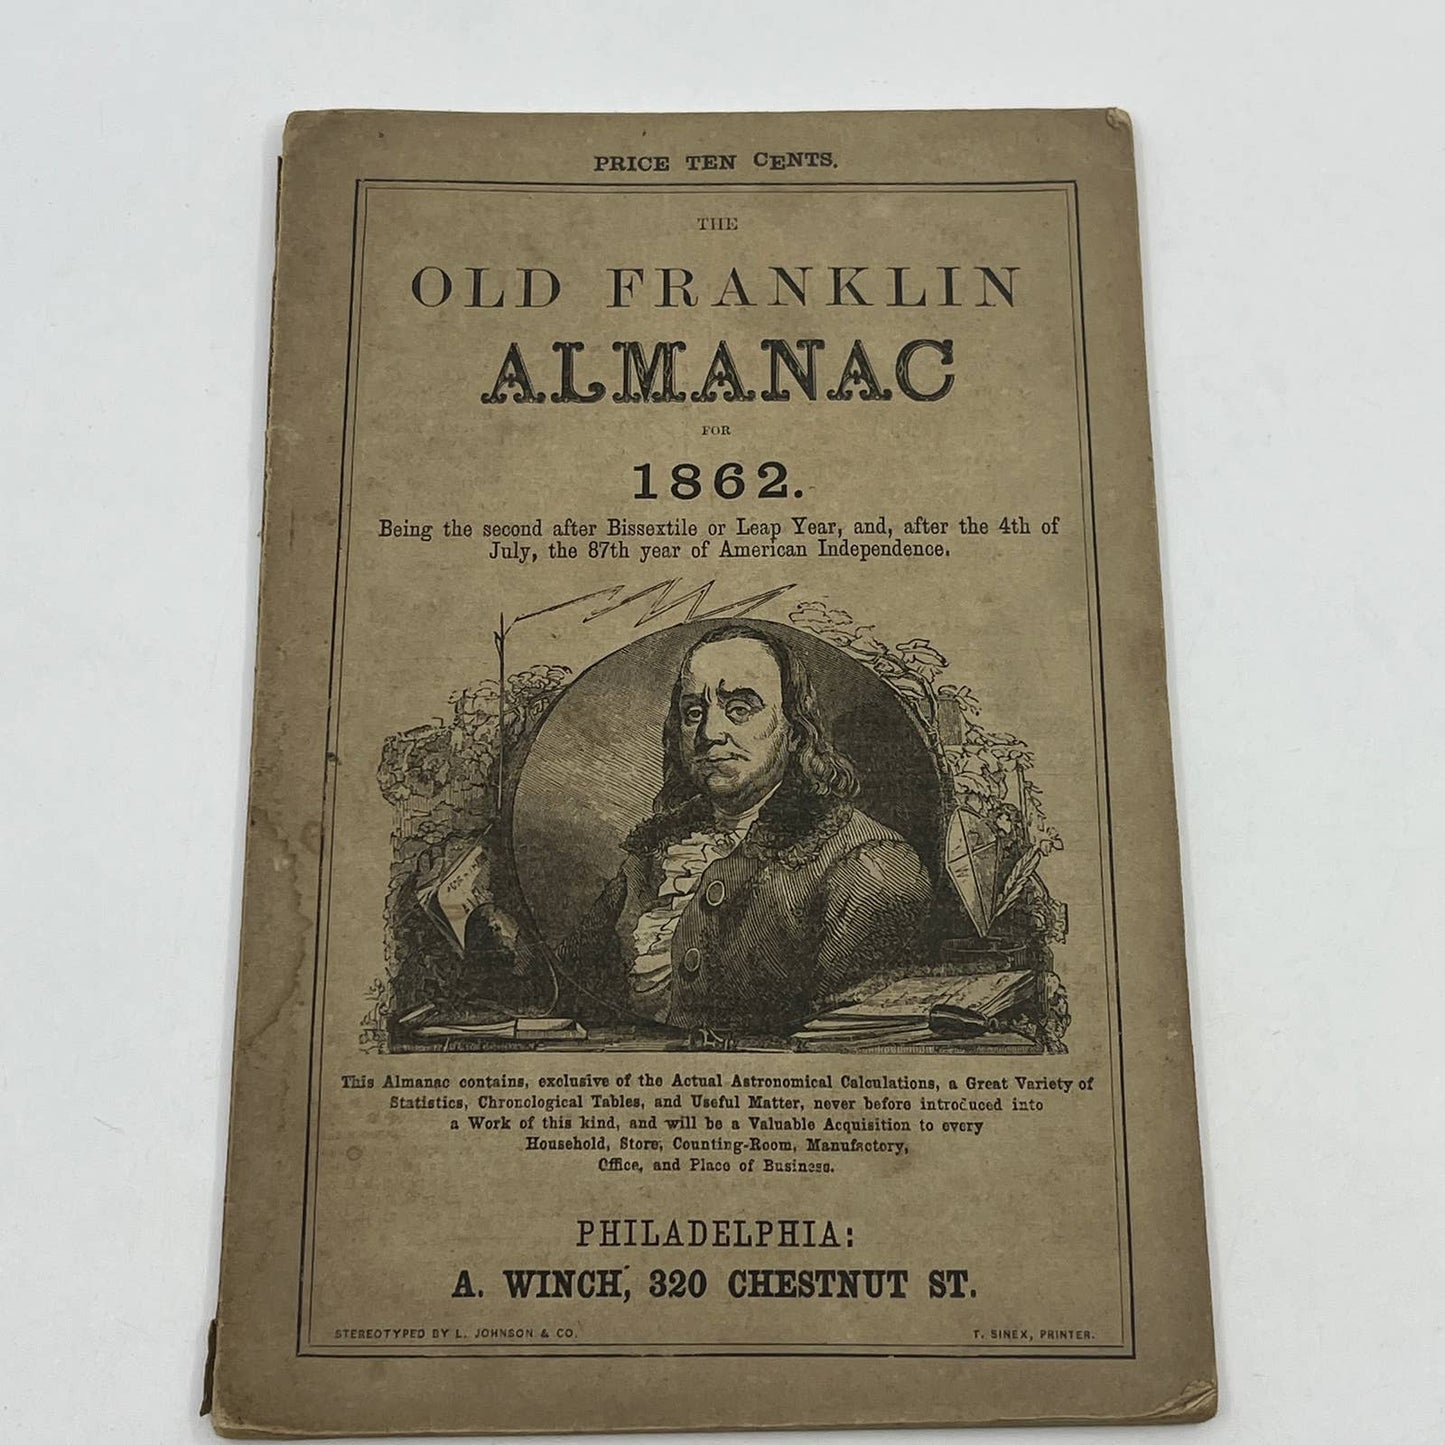 PRICE TEN CENTS.
THE
OLD FRANKLIN
ALMANAC
FOR
1862.
Being the second after Bissextile or Leap Year, and, after the 4th of
July, the 87th year of American Independence.
This Almanac contains, exclusive of the Actual Astronomical Calculations, a Great Variety of
Statistics, Chronological Tables, and Useful Matter, never before introduced into
a Work of this kind, and will be a Valuable Acquisition to every
Household, Store, Counting-Room, Manufactory,
Office, and Place of Business.
PHILADELPHIA:
A. WINCH, 320 CHESTNUT ST.
STEREOTYPED BY L. JOHNSON & CO.
T. SINEX, PRINTER.